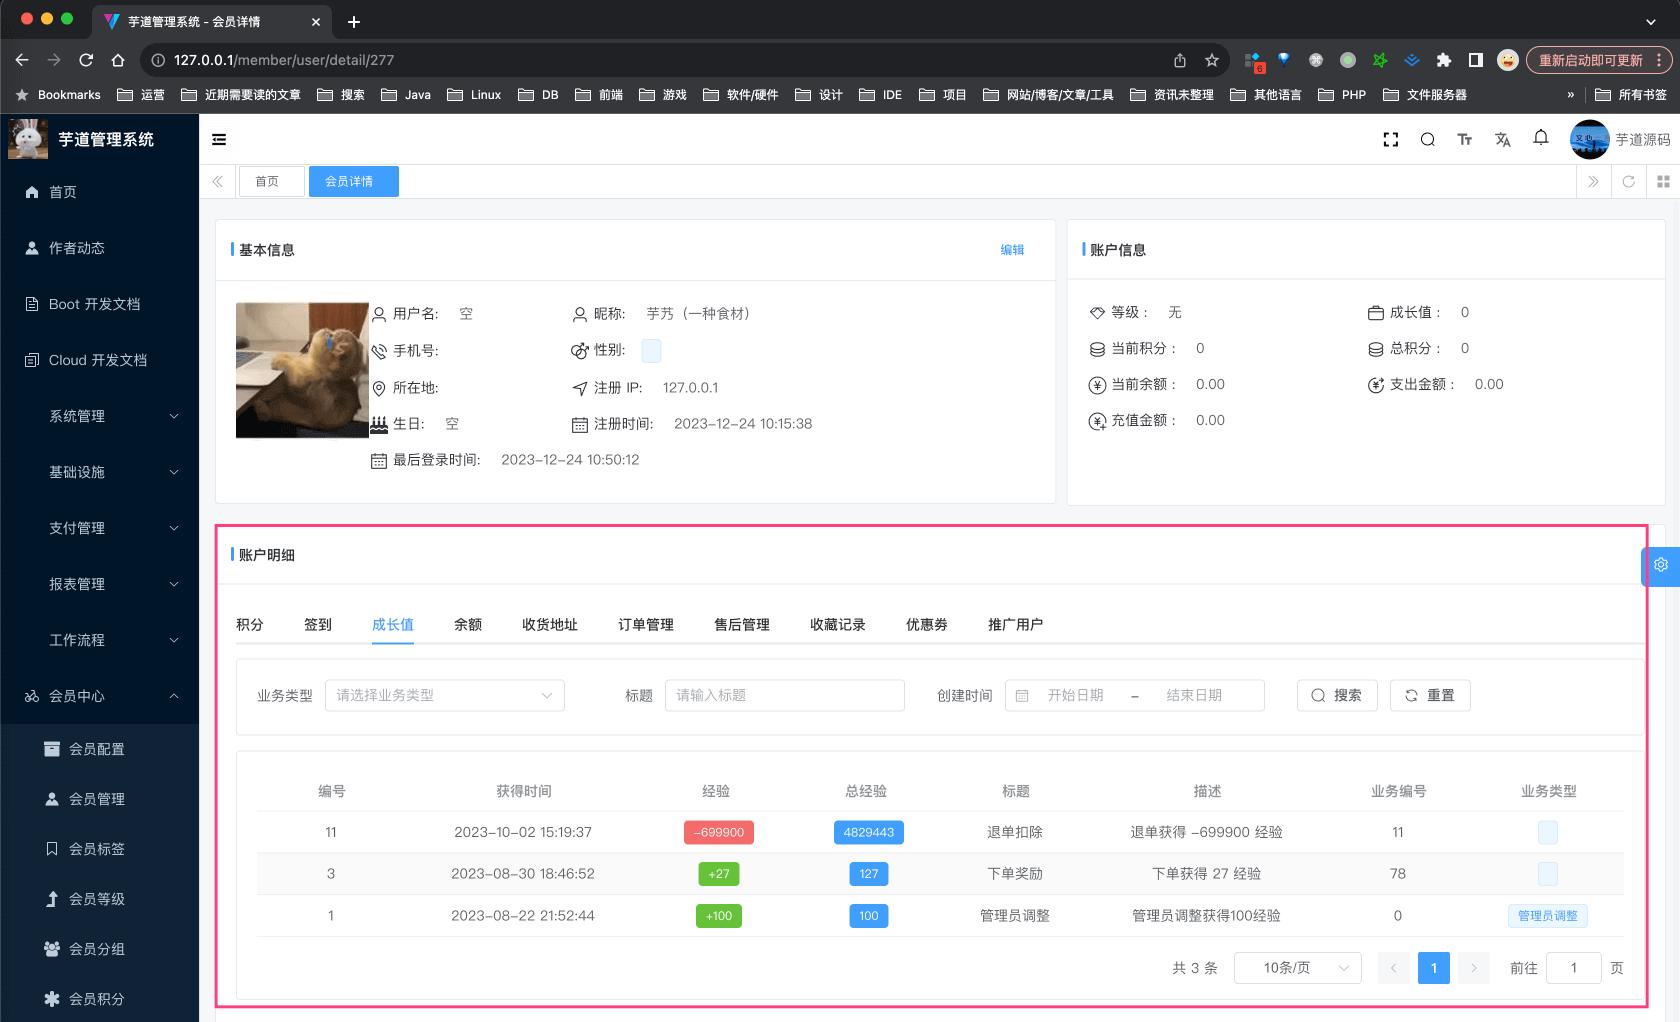 芋道管理系统 - 会员详情
127.0.0.1/member/user/detail/277
6
重新启动即可更新
Bookmarks 运营 近期需要读的文章 搜索 Java Linux DB 前端 游戏 软件/硬件 设计 IDE 项目 网站/博客/文章/工具 资讯未整理 其他语言 PHP 文件服务器 » 所有书签
芋道管理系统
芋道源码
首页
作者动态
Boot 开发文档
Cloud 开发文档
系统管理
基础设施
支付管理
报表管理
工作流程
会员中心
会员配置
会员管理
会员标签
会员等级
会员分组
会员积分
首页 会员详情
基本信息 编辑
用户名: 空 昵称: 芋艿（一种食材）
手机号: 性别:
所在地: 注册 IP: 127.0.0.1
生日: 空 注册时间: 2023-12-24 10:15:38
最后登录时间: 2023-12-24 10:50:12
账户信息
等级： 无 成长值： 0
当前积分： 0 总积分： 0
当前余额： 0.00 支出金额： 0.00
充值金额： 0.00
账户明细
积分 签到 成长值 余额 收货地址 订单管理 售后管理 收藏记录 优惠劵 推广用户
业务类型 请选择业务类型 标题 请输入标题 创建时间 开始日期 - 结束日期 搜索 重置
编号 获得时间 经验 总经验 标题 描述 业务编号 业务类型
11 2023-10-02 15:19:37 -699900 4829443 退单扣除 退单获得 -699900 经验 11
3 2023-08-30 18:46:52 +27 127 下单奖励 下单获得 27 经验 78
1 2023-08-22 21:52:44 +100 100 管理员调整 管理员调整获得100经验 0 管理员调整
共 3 条 10条/页 1 前往 1 页